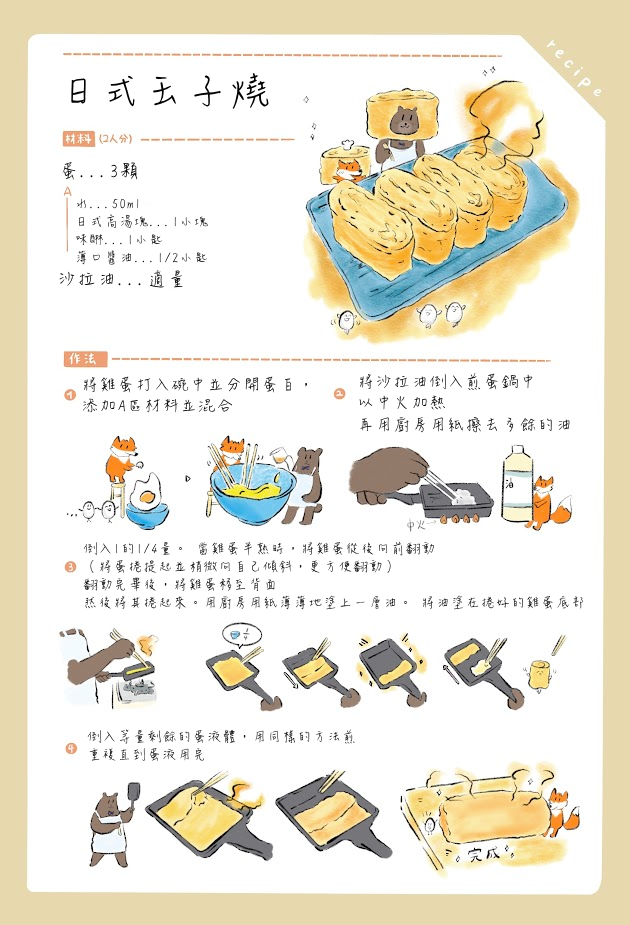 recipe
日式玉子燒
材料 (2人分)
蛋...3顆
A
水...50ml
日式高湯塊...1小塊
味醂...1小匙
薄口醬油...1/2小匙
沙拉油...適量
作法
1 將雞蛋打入碗中並分開蛋白，
添加A區材料並混合
2 將沙拉油倒入煎蛋鍋中
以中火加熱
再用廚房用紙擦去多餘的油
油
中火
3 倒入1的1/4量。 當雞蛋半熟時，將雞蛋從後向前翻動
（將蛋捲提起並稍微向自己傾斜，更方便翻動）
翻動完畢後，將雞蛋移至背面
然後將其捲起來。用廚房用紙薄薄地塗上一層油。 將油塗在捲好的雞蛋底部
1/4
4 倒入等量剩餘的蛋液體，用同樣的方法煎
重複直到蛋液用完
完成